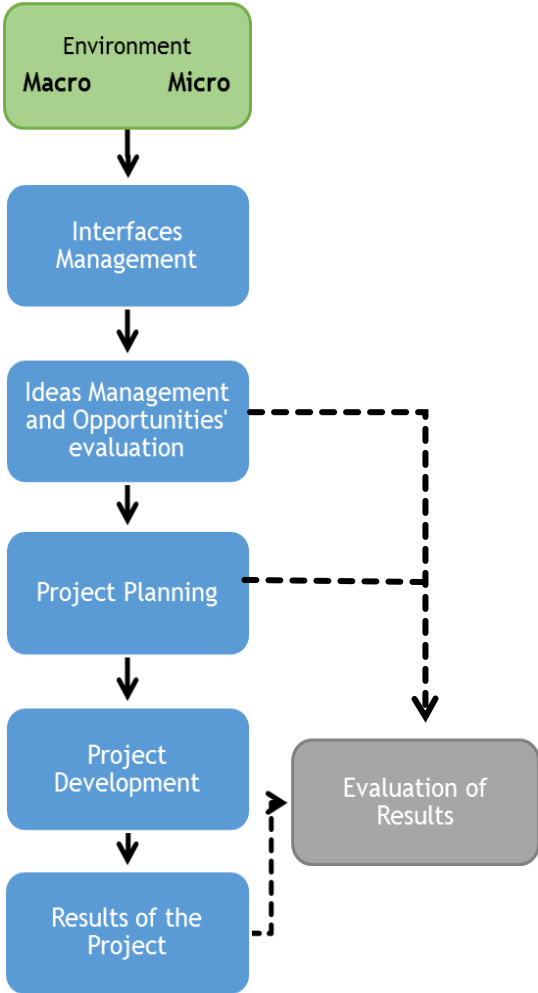 Environment
Macro Micro
Interfaces
Management
Ideas Management
and Opportunities'
evaluation
Project Planning
Project
Development
Evaluation of
Results
Results of the
Project